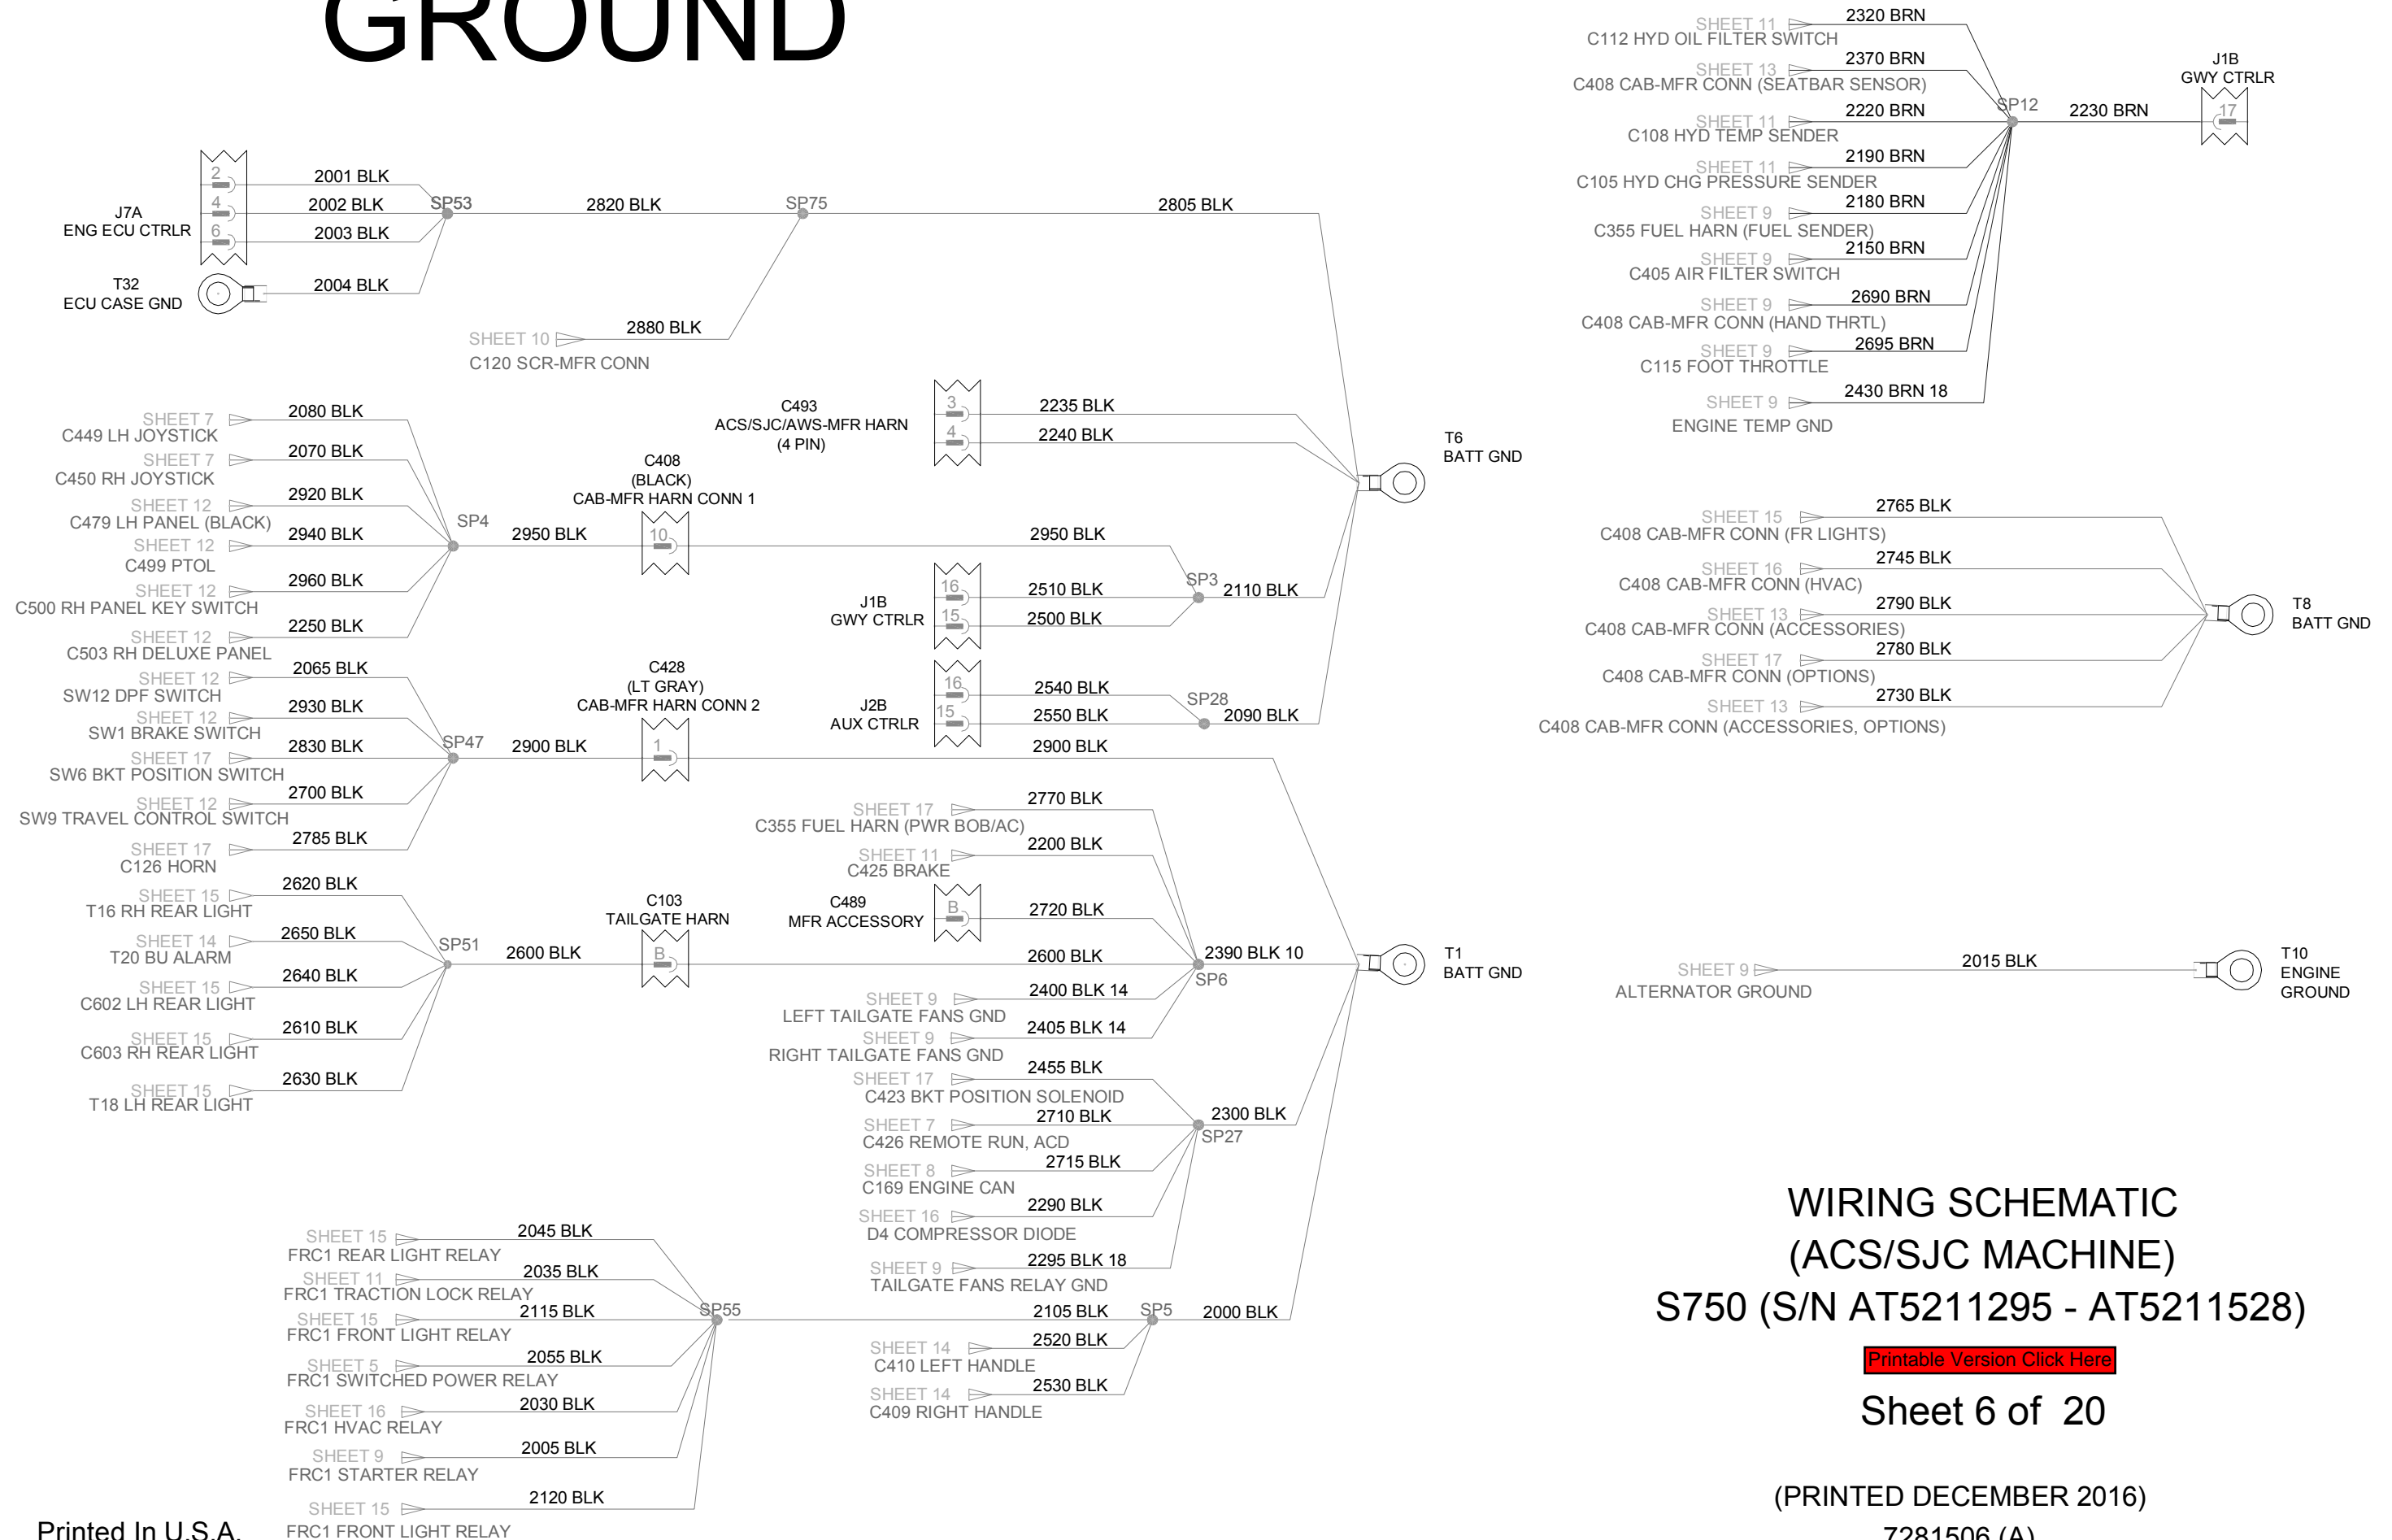 GROUND
J7A
ENG ECU CTRLR
2
4
6
2001 BLK
2002 BLK
2003 BLK
SP53
2820 BLK
SP75
2805 BLK
T32
ECU CASE GND
2004 BLK
SHEET 10
2880 BLK
C120 SCR-MFR CONN
C493
ACS/SJC/AWS-MFR HARN
(4 PIN)
3
4
2235 BLK
2240 BLK
T6
BATT GND
SHEET 7
2080 BLK
C449 LH JOYSTICK
SHEET 7
2070 BLK
C450 RH JOYSTICK
SHEET 12
2920 BLK
C479 LH PANEL (BLACK)
SHEET 12
2940 BLK
C499 PTOL
SHEET 12
2960 BLK
C500 RH PANEL KEY SWITCH
SHEET 12
2250 BLK
C503 RH DELUXE PANEL
SP4
2950 BLK
C408
(BLACK)
CAB-MFR HARN CONN 1
10
2950 BLK
J1B
GWY CTRLR
16
15
2510 BLK
2500 BLK
SP3
2110 BLK
J2B
AUX CTRLR
16
15
2540 BLK
2550 BLK
SP28
2090 BLK
SHEET 12
2065 BLK
SW12 DPF SWITCH
SHEET 12
2930 BLK
SW1 BRAKE SWITCH
SHEET 17
2830 BLK
SW6 BKT POSITION SWITCH
SHEET 12
2700 BLK
SW9 TRAVEL CONTROL SWITCH
SHEET 17
2785 BLK
C126 HORN
SP47
2900 BLK
C428
(LT GRAY)
CAB-MFR HARN CONN 2
1
2900 BLK
SHEET 15
2620 BLK
T16 RH REAR LIGHT
SHEET 14
2650 BLK
T20 BU ALARM
SHEET 15
2640 BLK
C602 LH REAR LIGHT
SHEET 15
2610 BLK
C603 RH REAR LIGHT
SHEET 15
2630 BLK
T18 LH REAR LIGHT
SP51
2600 BLK
C103
TAILGATE HARN
B
SHEET 17
2770 BLK
C355 FUEL HARN (PWR BOB/AC)
SHEET 11
2200 BLK
C425 BRAKE
C489
MFR ACCESSORY
B
2720 BLK
2600 BLK
2390 BLK 10
SP6
T1
BATT GND
SHEET 9
2400 BLK 14
LEFT TAILGATE FANS GND
SHEET 9
2405 BLK 14
RIGHT TAILGATE FANS GND
SHEET 17
2455 BLK
C423 BKT POSITION SOLENOID
SHEET 7
2710 BLK
C426 REMOTE RUN, ACD
SHEET 8
2715 BLK
C169 ENGINE CAN
SHEET 16
2290 BLK
D4 COMPRESSOR DIODE
SHEET 9
2295 BLK 18
TAILGATE FANS RELAY GND
2300 BLK
SP27
SHEET 15
2045 BLK
FRC1 REAR LIGHT RELAY
SHEET 11
2035 BLK
FRC1 TRACTION LOCK RELAY
SHEET 15
2115 BLK
FRC1 FRONT LIGHT RELAY
SHEET 5
2055 BLK
FRC1 SWITCHED POWER RELAY
SHEET 16
2030 BLK
FRC1 HVAC RELAY
SHEET 9
2005 BLK
FRC1 STARTER RELAY
SHEET 15
2120 BLK
FRC1 FRONT LIGHT RELAY
SP55
2105 BLK
SP5
2000 BLK
SHEET 14
2520 BLK
C410 LEFT HANDLE
SHEET 14
2530 BLK
C409 RIGHT HANDLE
Printed In U.S.A.
SHEET 11
2320 BRN
C112 HYD OIL FILTER SWITCH
SHEET 13
2370 BRN
C408 CAB-MFR CONN (SEATBAR SENSOR)
SHEET 11
2220 BRN
C108 HYD TEMP SENDER
SHEET 11
2190 BRN
C105 HYD CHG PRESSURE SENDER
SHEET 9
2180 BRN
C355 FUEL HARN (FUEL SENDER)
SHEET 9
2150 BRN
C405 AIR FILTER SWITCH
SHEET 9
2690 BRN
C408 CAB-MFR CONN (HAND THRTL)
SHEET 9
2695 BRN
C115 FOOT THROTTLE
SHEET 9
2430 BRN 18
ENGINE TEMP GND
SP12
2230 BRN
J1B
GWY CTRLR
17
SHEET 15
2765 BLK
C408 CAB-MFR CONN (FR LIGHTS)
SHEET 16
2745 BLK
C408 CAB-MFR CONN (HVAC)
SHEET 13
2790 BLK
C408 CAB-MFR CONN (ACCESSORIES)
SHEET 17
2780 BLK
C408 CAB-MFR CONN (OPTIONS)
SHEET 13
2730 BLK
C408 CAB-MFR CONN (ACCESSORIES, OPTIONS)
T8
BATT GND
SHEET 9
2015 BLK
ALTERNATOR GROUND
T10
ENGINE
GROUND
WIRING SCHEMATIC
(ACS/SJC MACHINE)
S750 (S/N AT5211295 - AT5211528)
Printable Version Click Here
Sheet 6 of 20
(PRINTED DECEMBER 2016)
7281506 (A)